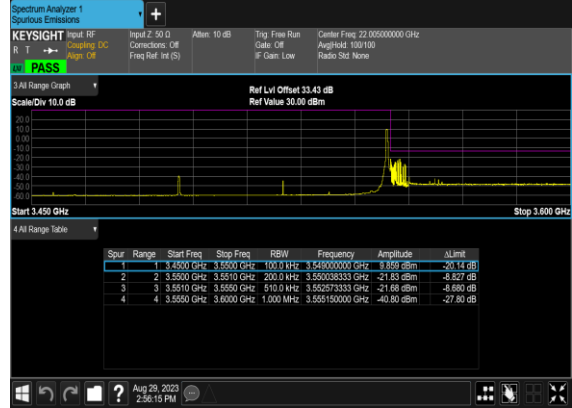 Spectrum Analyzer 1
Spurious Emissions
KEYSIGHT Input: RF
R T Coupling: DC
Align: Off
LW PASS
Input Z: 50 Ω
Corrections: Off
Freq Ref: Int (S)
Atten: 10 dB
Trig: Free Run
Gate: Off
IF Gain: Low
Center Freq: 22.005000000 GHz
Avg|Hold: 100/100
Radio Std: None
3 All Range Graph
Scale/Div 10.0 dB
Ref Lvl Offset 33.43 dB
Ref Value 30.00 dBm
20.0
10.0
0.00
-10.0
-20.0
-30.0
-40.0
-50.0
-60.0
Start 3.450 GHz Stop 3.600 GHz
4 All Range Table
Spur Range Start Freq Stop Freq RBW Frequency Amplitude ΔLimit
1 1 3.4500 GHz 3.5500 GHz 100.0 kHz 3.549000000 GHz 9.859 dBm -20.14 dB
2 2 3.5500 GHz 3.5510 GHz 200.0 kHz 3.550038333 GHz -21.83 dBm -8.827 dB
3 3 3.5510 GHz 3.5550 GHz 510.0 kHz 3.552573333 GHz -21.68 dBm -8.680 dB
4 4 3.5550 GHz 3.6000 GHz 1.000 MHz 3.555150000 GHz -40.80 dBm -27.80 dB
? Aug 29, 2023
2:56:15 PM